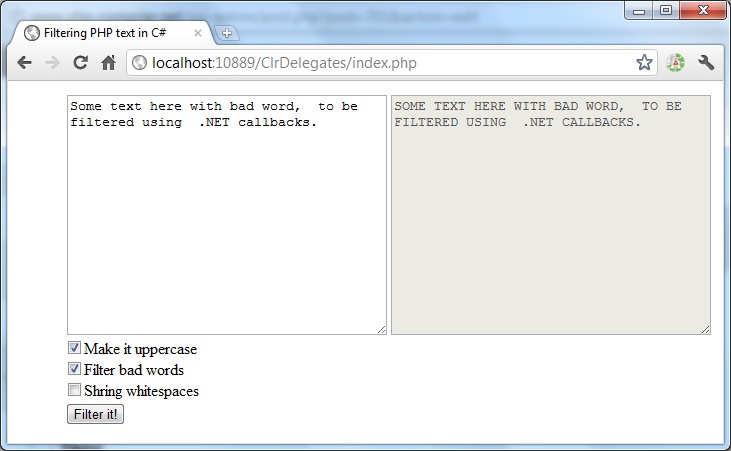 Filtering PHP text in C#
localhost:10889/ClrDelegates/index.php
Some text here with bad word,  to be
filtered using  .NET callbacks.
SOME TEXT HERE WITH BAD WORD,  TO BE
FILTERED USING  .NET CALLBACKS.
Make it uppercase
Filter bad words
Shring whitespaces
Filter it!